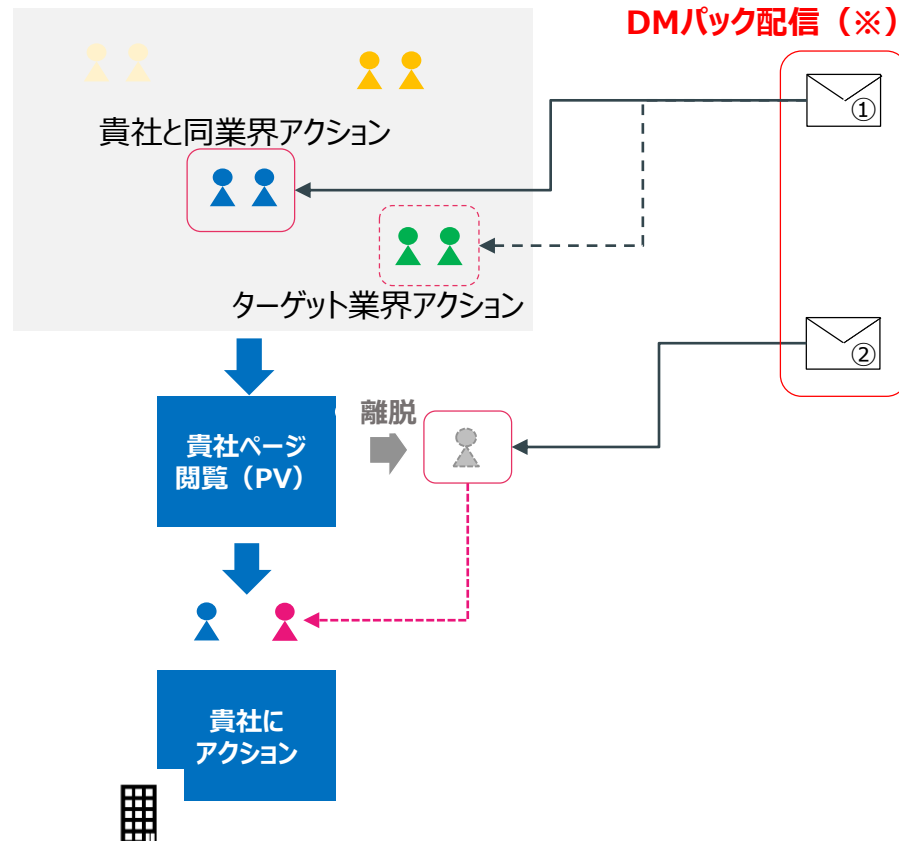 DMパック配信（※）
①
貴社と同業界アクション
ターゲット業界アクション
②
離脱
貴社ページ
閲覧（PV）
貴社に
アクション